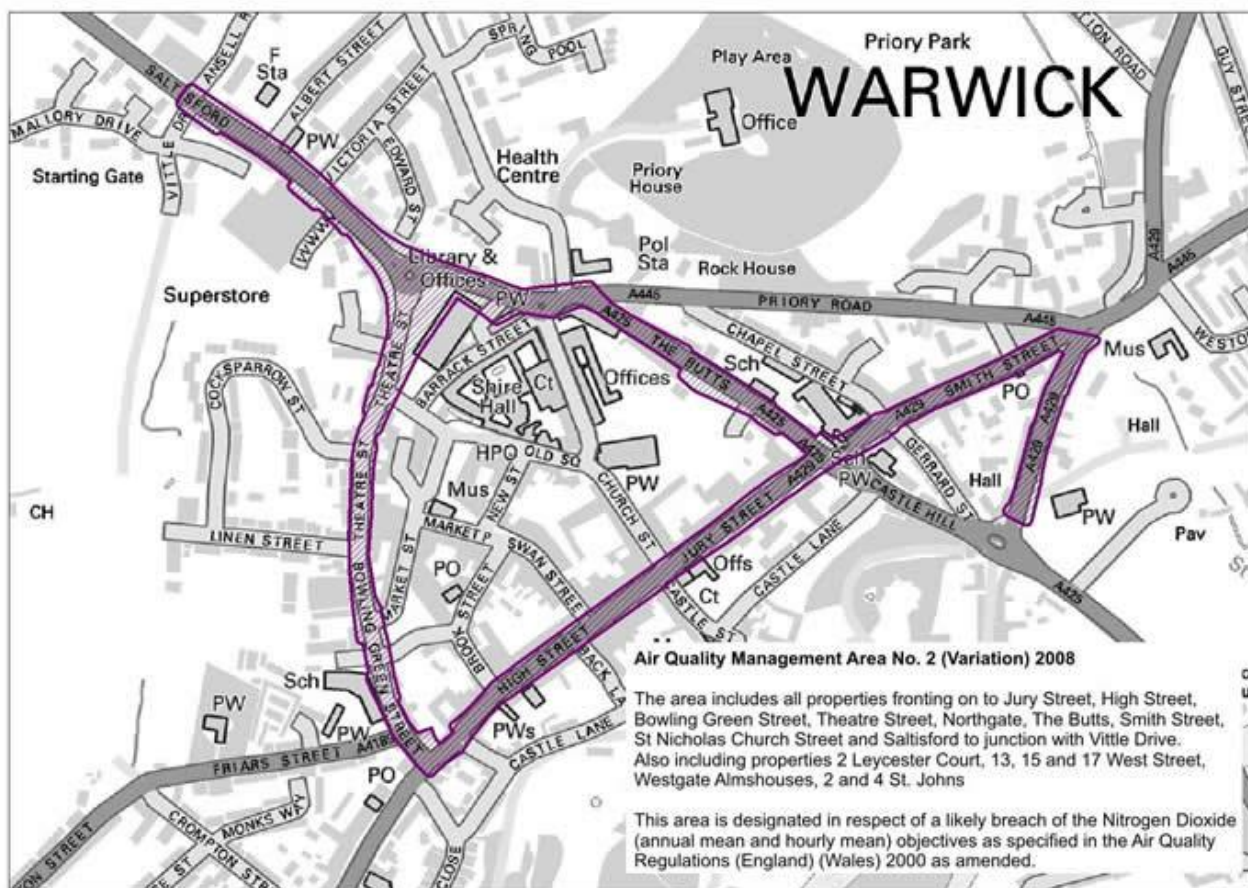 WARWICK
Priory Park
Play Area
Office
Priory
House
Pol
Sta
Rock House
Health
Centre
SPRING
POOL
F
Sta
ALBERT STREET
VICTORIA STREET
EDWARD ST
PW
SALTISFORD
MALLORY DRIVE
VITTLE DR
Starting Gate
Superstore
Library &
Offices
PW
A445
PRIORY ROAD
A445
A429
A445
GUY STREET
Mus
A425
THE BUTTS
A425
A425
A429
CHAPEL STREET
Sch
Offices
Ct
Shire
Hall
BARRACK STREET
THEATRE ST
THEATRE ST
COCKSPARROW ST
LINEN STREET
CH
HPO
OLD SQ
PW
Mus
NEW ST
MARKET P
SWAN STREET
CHURCH ST
MARKET ST
PO
BROOK STREET
BOWLING GREEN STREET
HIGH STREET
JURY STREET
SMITH STREET
A429
PO
A429
A429
Hall
Hall
GERRARD ST
PW
CASTLE HILL
PW
Pav
A425
CASTLE LANE
Offs
Ct
CASTLE ST
BACK LA
Sch
PW
PW
PWs
CASTLE LANE
FRIARS STREET
PO
MONKS WY
CROMPTON STREET
CLOSE
Air Quality Management Area No. 2 (Variation) 2008
The area includes all properties fronting on to Jury Street, High Street,
Bowling Green Street, Theatre Street, Northgate, The Butts, Smith Street,
St Nicholas Church Street and Saltisford to junction with Vittle Drive.
Also including properties 2 Leycester Court, 13, 15 and 17 West Street,
Westgate Almshouses, 2 and 4 St. Johns
This area is designated in respect of a likely breach of the Nitrogen Dioxide
(annual mean and hourly mean) objectives as specified in the Air Quality
Regulations (England) (Wales) 2000 as amended.